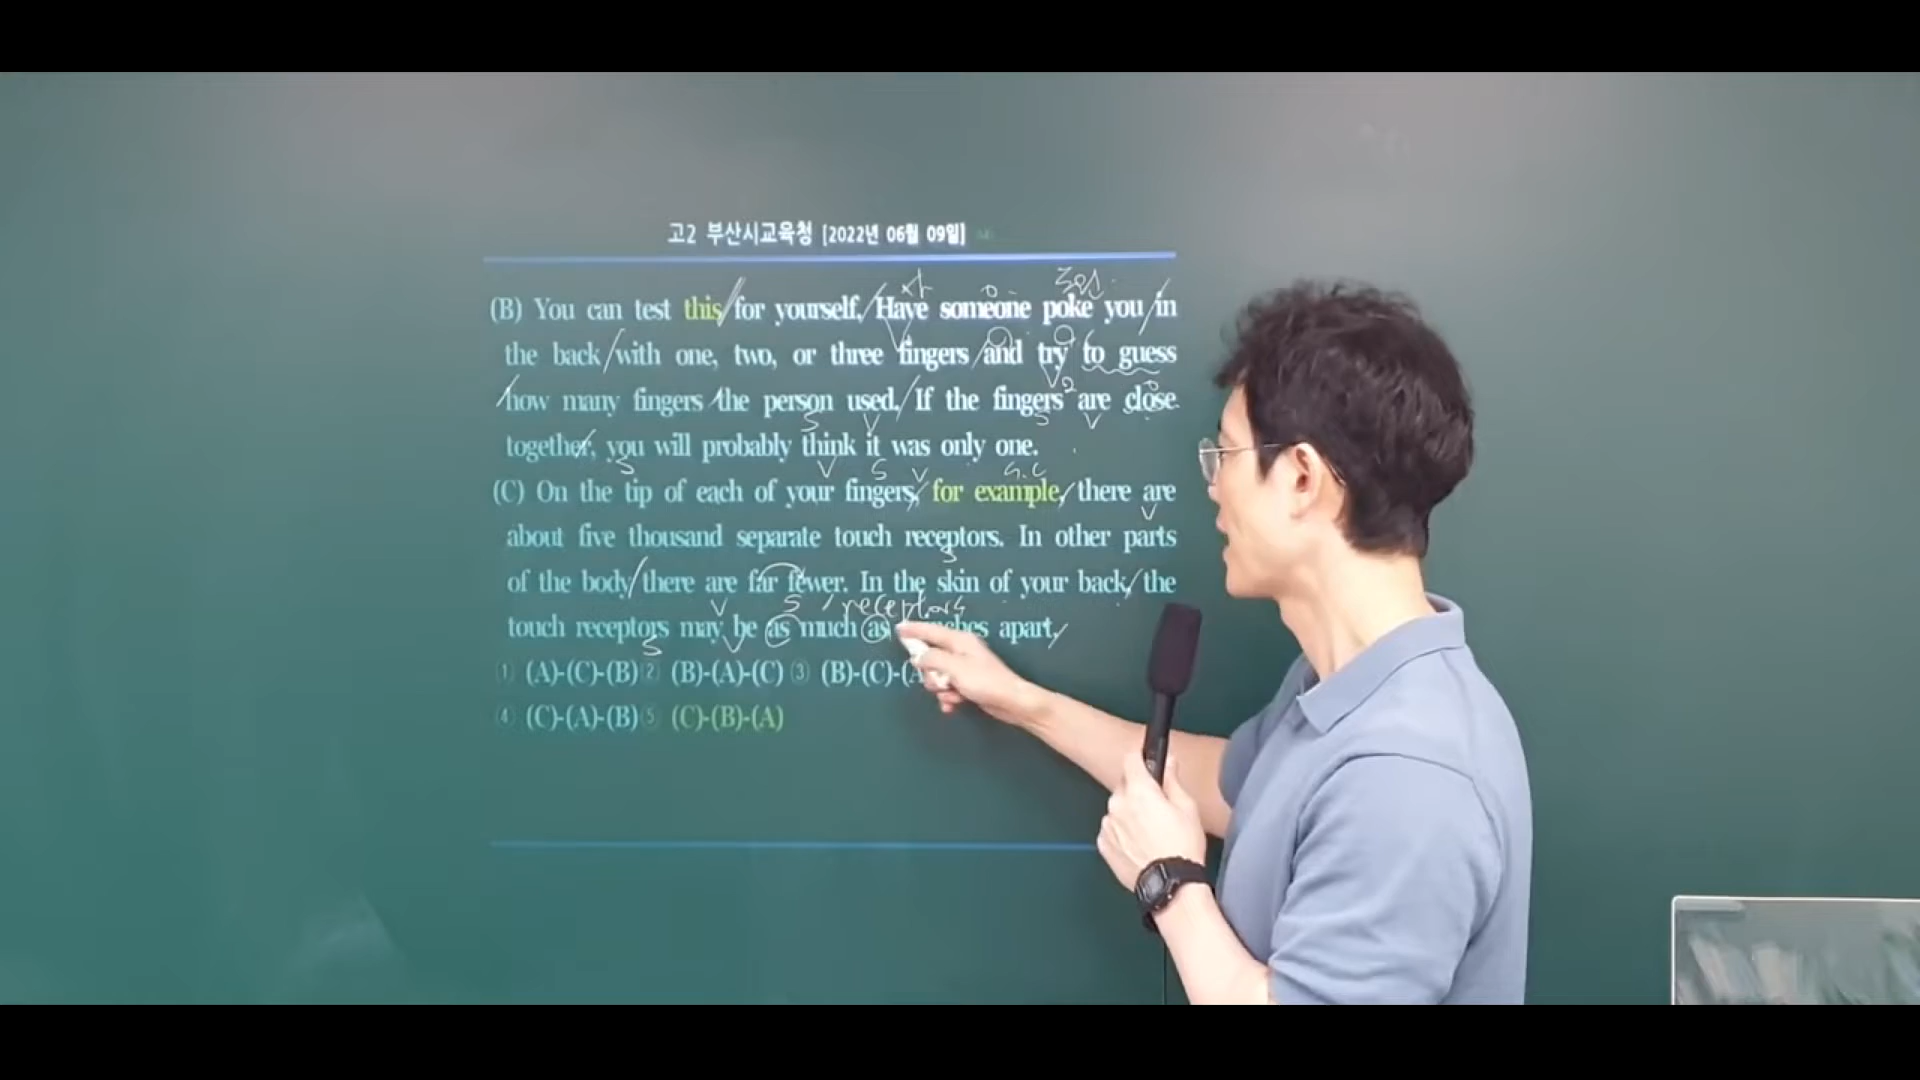 고2 부산시교육청 [2022년 06월 09일]
(B) You can test this for yourself. Have someone poke you in
the back with one, two, or three fingers and try to guess
how many fingers the person used. If the fingers are close
together, you will probably think it was only one.
(C) On the tip of each of your fingers, for example, there are
about five thousand separate touch receptors. In other parts
of the body there are far fewer. In the skin of your back, the
receptors
touch receptors may be as much as inches apart.
① (A)-(C)-(B) ② (B)-(A)-(C) ③ (B)-(C)-(A
④ (C)-(A)-(B) ⑤ (C)-(B)-(A)